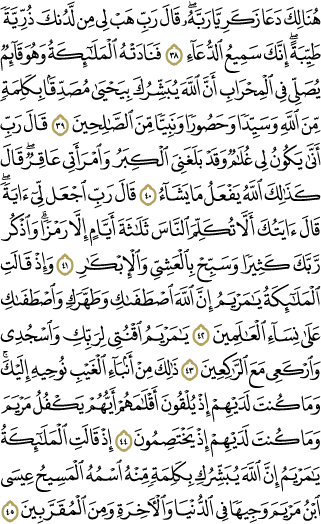 هُنَالِكَ دَعَا زَكَرِيَّا رَبَّهُۥۖ قَالَ رَبِّ هَبۡ لِي مِن لَّدُنكَ ذُرِّيَّةٗ
طَيِّبَةًۖ إِنَّكَ سَمِيعُ ٱلدُّعَآءِ ٣٨ فَنَادَتۡهُ ٱلۡمَلَٰٓئِكَةُ وَهُوَ قَآئِمٞ
يُصَلِّي فِي ٱلۡمِحۡرَابِ أَنَّ ٱللَّهَ يُبَشِّرُكَ بِيَحۡيَىٰ مُصَدِّقَۢا بِكَلِمَةٖ
مِّنَ ٱللَّهِ وَسَيِّدٗا وَحَصُورٗا وَنَبِيّٗا مِّنَ ٱلصَّٰلِحِينَ ٣٩ قَالَ رَبِّ
أَنَّىٰ يَكُونُ لِي غُلَٰمٞ وَقَدۡ بَلَغَنِيَ ٱلۡكِبَرُ وَٱمۡرَأَتِي عَاقِرٞۖ قَالَ
كَذَٰلِكَ ٱللَّهُ يَفۡعَلُ مَا يَشَآءُ ٤٠ قَالَ رَبِّ ٱجۡعَل لِّيٓ ءَايَةٗۖ
قَالَ ءَايَتُكَ أَلَّا تُكَلِّمَ ٱلنَّاسَ ثَلَٰثَةَ أَيَّامٍ إِلَّا رَمۡزٗاۗ وَٱذۡكُر
رَّبَّكَ كَثِيرٗا وَسَبِّحۡ بِٱلۡعَشِيِّ وَٱلۡإِبۡكَٰرِ ٤١ وَإِذۡ قَالَتِ
ٱلۡمَلَٰٓئِكَةُ يَٰمَرۡيَمُ إِنَّ ٱللَّهَ ٱصۡطَفَىٰكِ وَطَهَّرَكِ وَٱصۡطَفَىٰكِ
عَلَىٰ نِسَآءِ ٱلۡعَٰلَمِينَ ٤٢ يَٰمَرۡيَمُ ٱقۡنُتِي لِرَبِّكِ وَٱسۡجُدِي
وَٱرۡكَعِي مَعَ ٱلرَّٰكِعِينَ ٤٣ ذَٰلِكَ مِنۡ أَنۢبَآءِ ٱلۡغَيۡبِ نُوحِيهِ إِلَيۡكَۚ
وَمَا كُنتَ لَدَيۡهِمۡ إِذۡ يُلۡقُونَ أَقۡلَٰمَهُمۡ أَيُّهُمۡ يَكۡفُلُ مَرۡيَمَ
وَمَا كُنتَ لَدَيۡهِمۡ إِذۡ يَخۡتَصِمُونَ ٤٤ إِذۡ قَالَتِ ٱلۡمَلَٰٓئِكَةُ
يَٰمَرۡيَمُ إِنَّ ٱللَّهَ يُبَشِّرُكِ بِكَلِمَةٖ مِّنۡهُ ٱسۡمُهُ ٱلۡمَسِيحُ عِيسَى
ٱبۡنُ مَرۡيَمَ وَجِيهٗا فِي ٱلدُّنۡيَا وَٱلۡأٓخِرَةِ وَمِنَ ٱلۡمُقَرَّبِينَ ٤٥